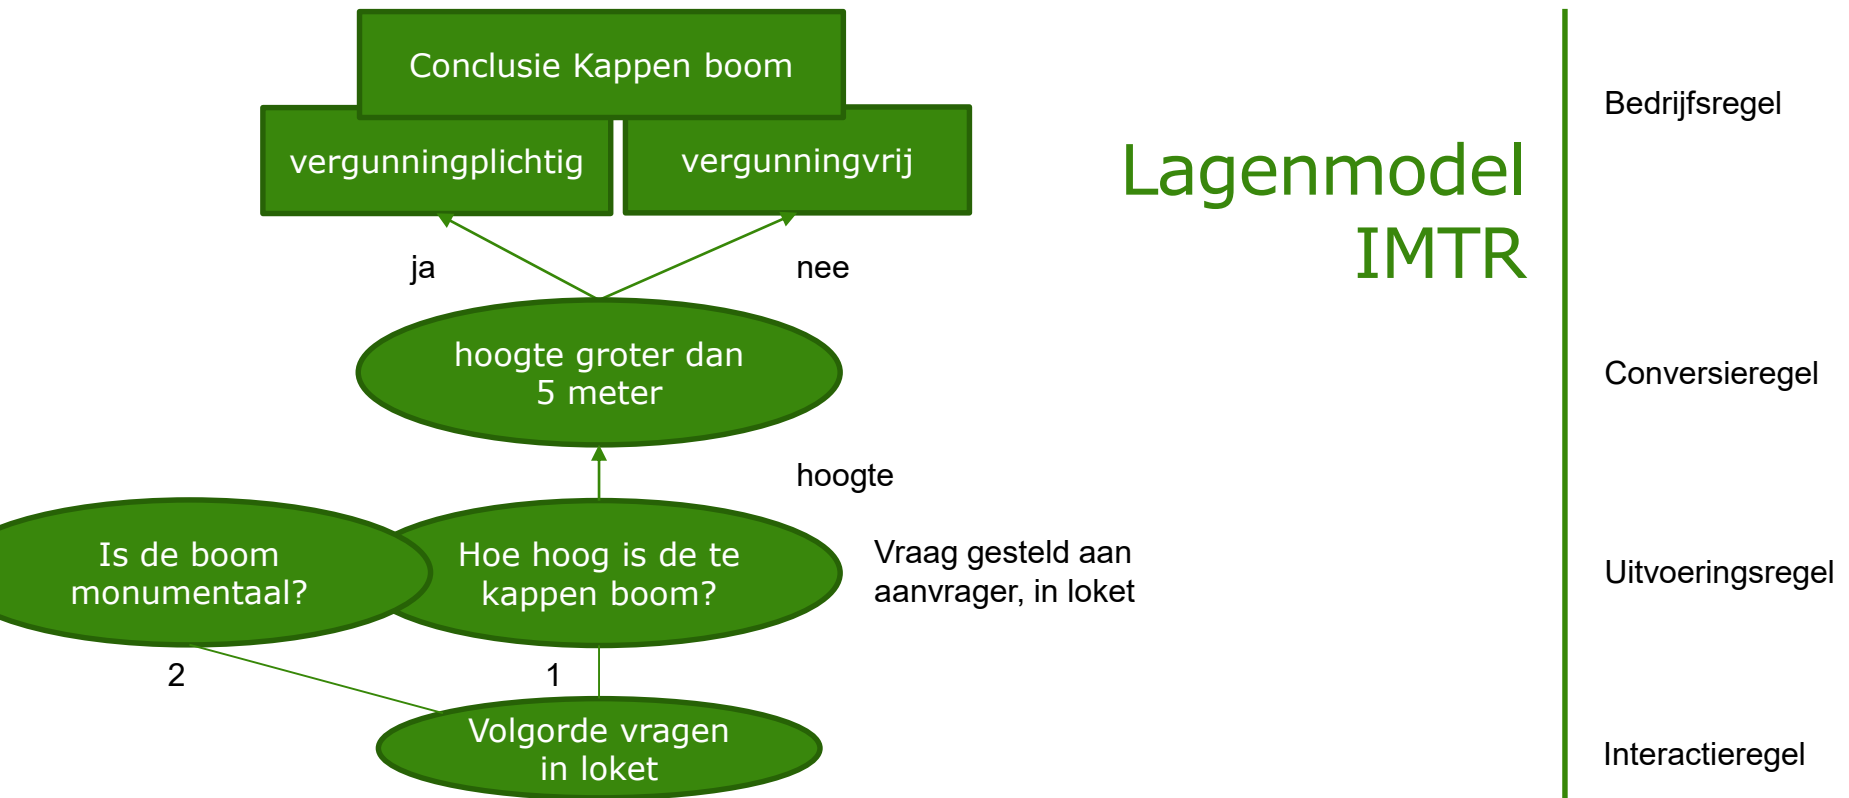 Conclusie Kappen boom
vergunningplichtig
vergunningvrij
ja
nee
hoogte groter dan
5 meter
hoogte
Is de boom
monumentaal?
Hoe hoog is de te
kappen boom?
Vraag gesteld aan
aanvrager, in loket
2
1
Volgorde vragen
in loket
Lagenmodel
IMTR
Bedrijfsregel
Conversieregel
Uitvoeringsregel
Interactieregel